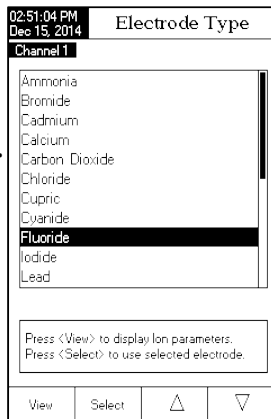 02:51:04 PM
Dec 15, 2014
Electrode Type
Channel 1
Ammonia
Bromide
Cadmium
Calcium
Carbon Dioxide
Chloride
Cupric
Cyanide
Fluoride
Iodide
Lead
Press <View> to display Ion parameters.
Press <Select> to use selected electrode.
View Select △ ▽